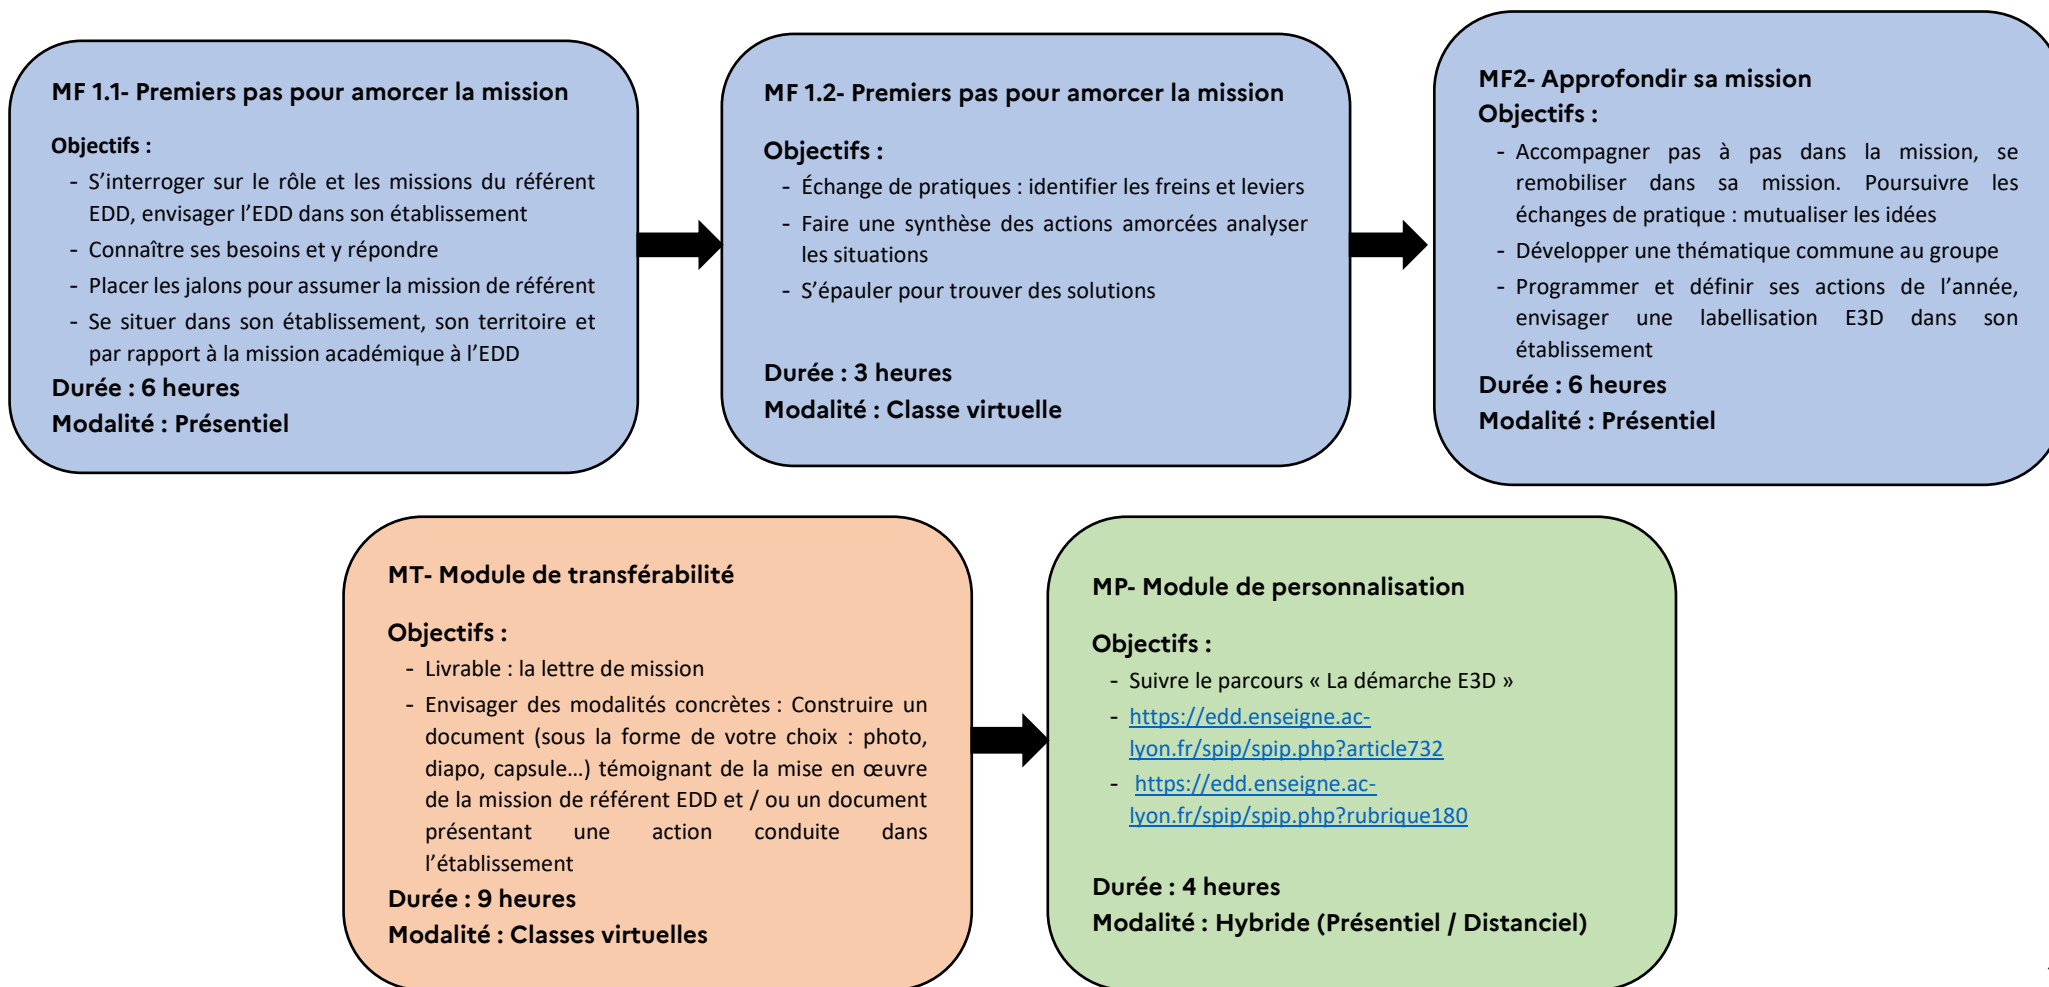 MF 1.1- Premiers pas pour amorcer la mission
Objectifs :
- S’interroger sur le rôle et les missions du référent
EDD, envisager l’EDD dans son établissement
- Connaître ses besoins et y répondre
- Placer les jalons pour assumer la mission de référent
- Se situer dans son établissement, son territoire et
par rapport à la mission académique à l’EDD
Durée : 6 heures
Modalité : Présentiel
MF 1.2- Premiers pas pour amorcer la mission
Objectifs :
- Échange de pratiques : identifier les freins et leviers
- Faire une synthèse des actions amorcées analyser
les situations
- S’épauler pour trouver des solutions
Durée : 3 heures
Modalité : Classe virtuelle
MF2- Approfondir sa mission
Objectifs :
- Accompagner pas à pas dans la mission, se
remobiliser dans sa mission. Poursuivre les
échanges de pratique : mutualiser les idées
- Développer une thématique commune au groupe
- Programmer et définir ses actions de l’année,
envisager une labellisation E3D dans son
établissement
Durée : 6 heures
Modalité : Présentiel
MT- Module de transférabilité
Objectifs :
- Livrable : la lettre de mission
- Envisager des modalités concrètes : Construire un
document (sous la forme de votre choix : photo,
diapo, capsule…) témoignant de la mise en œuvre
de la mission de référent EDD et / ou un document
présentant une action conduite dans
l’établissement
Durée : 9 heures
Modalité : Classes virtuelles
MP- Module de personnalisation
Objectifs :
- Suivre le parcours « La démarche E3D »
- https://edd.enseigne.ac-
lyon.fr/spip/spip.php?article732
- https://edd.enseigne.ac-
lyon.fr/spip/spip.php?rubrique180
Durée : 4 heures
Modalité : Hybride (Présentiel / Distanciel)